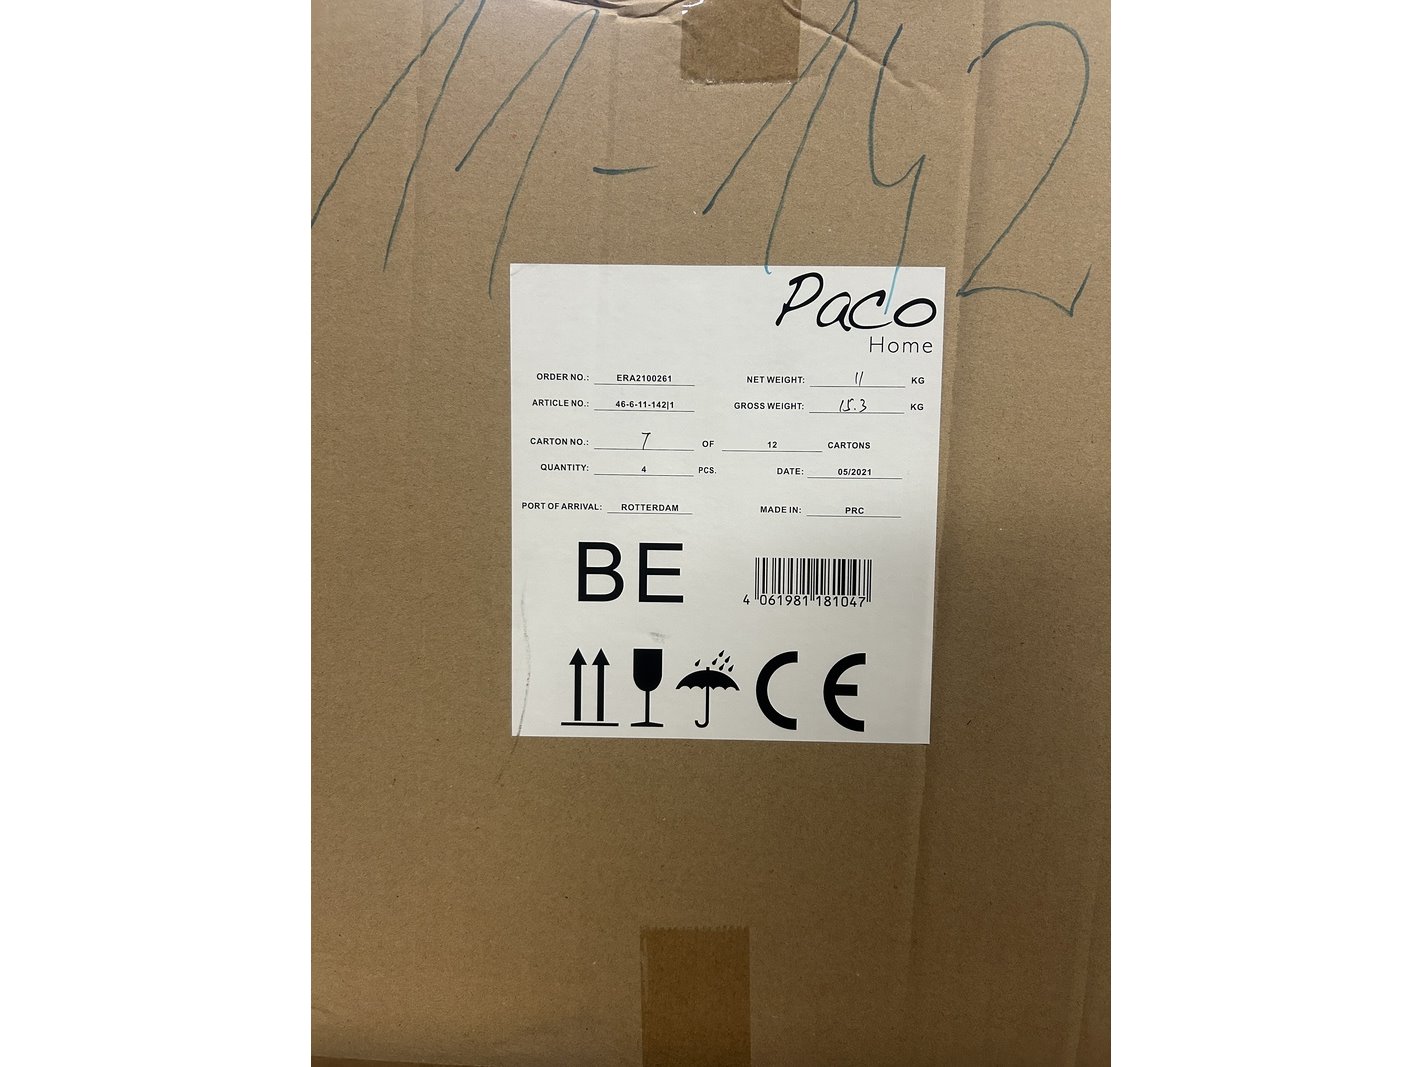 11-142
Paco
Home
ORDER NO.: ERA2100261 NET WEIGHT: 11 KG
ARTICLE NO.: 46-6-11-142|1 GROSS WEIGHT: 15.3 KG
CARTON NO.: 7 OF 12 CARTONS
QUANTITY: 4 PCS. DATE: 05/2021
PORT OF ARRIVAL: ROTTERDAM MADE IN: PRC
BE
4 061981 181047
CE